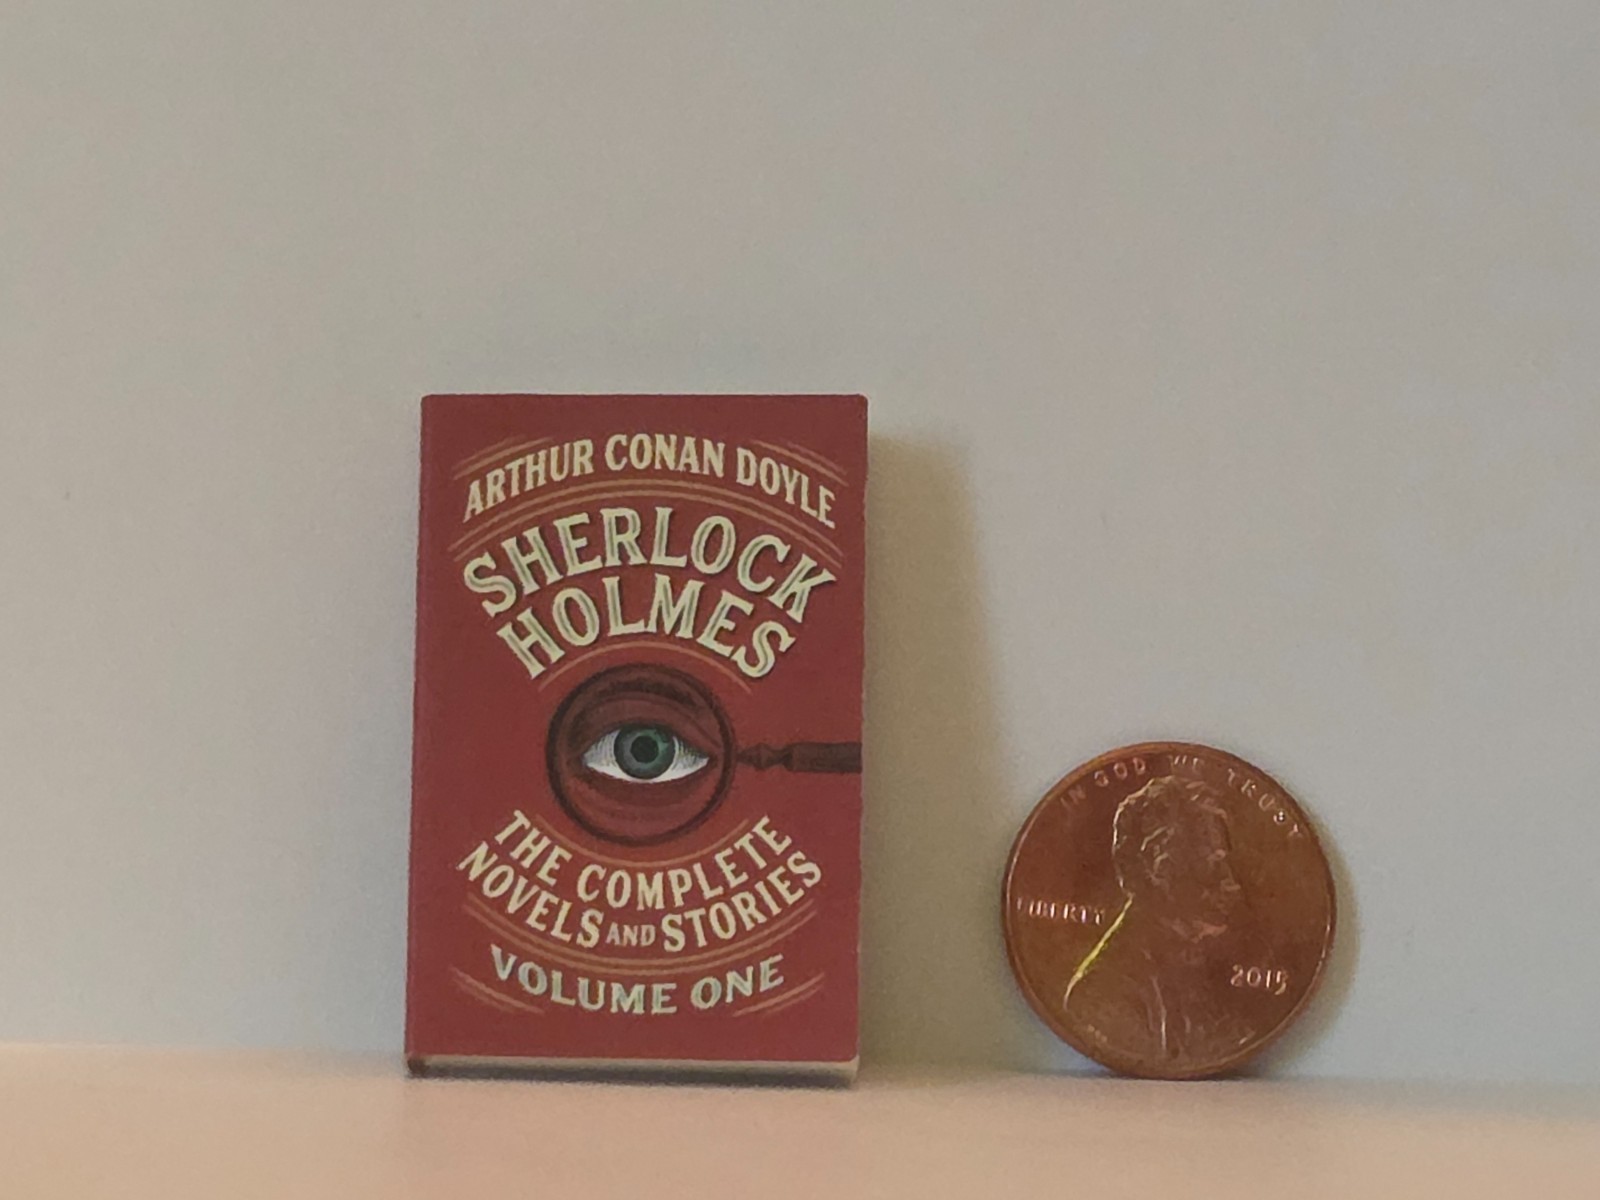 ARTHUR CONAN DOYLE
SHERLOCK
HOLMES
THE COMPLETE
NOVELS AND STORIES
VOLUME ONE
IN GOD WE TRUST
LIBERTY
2015